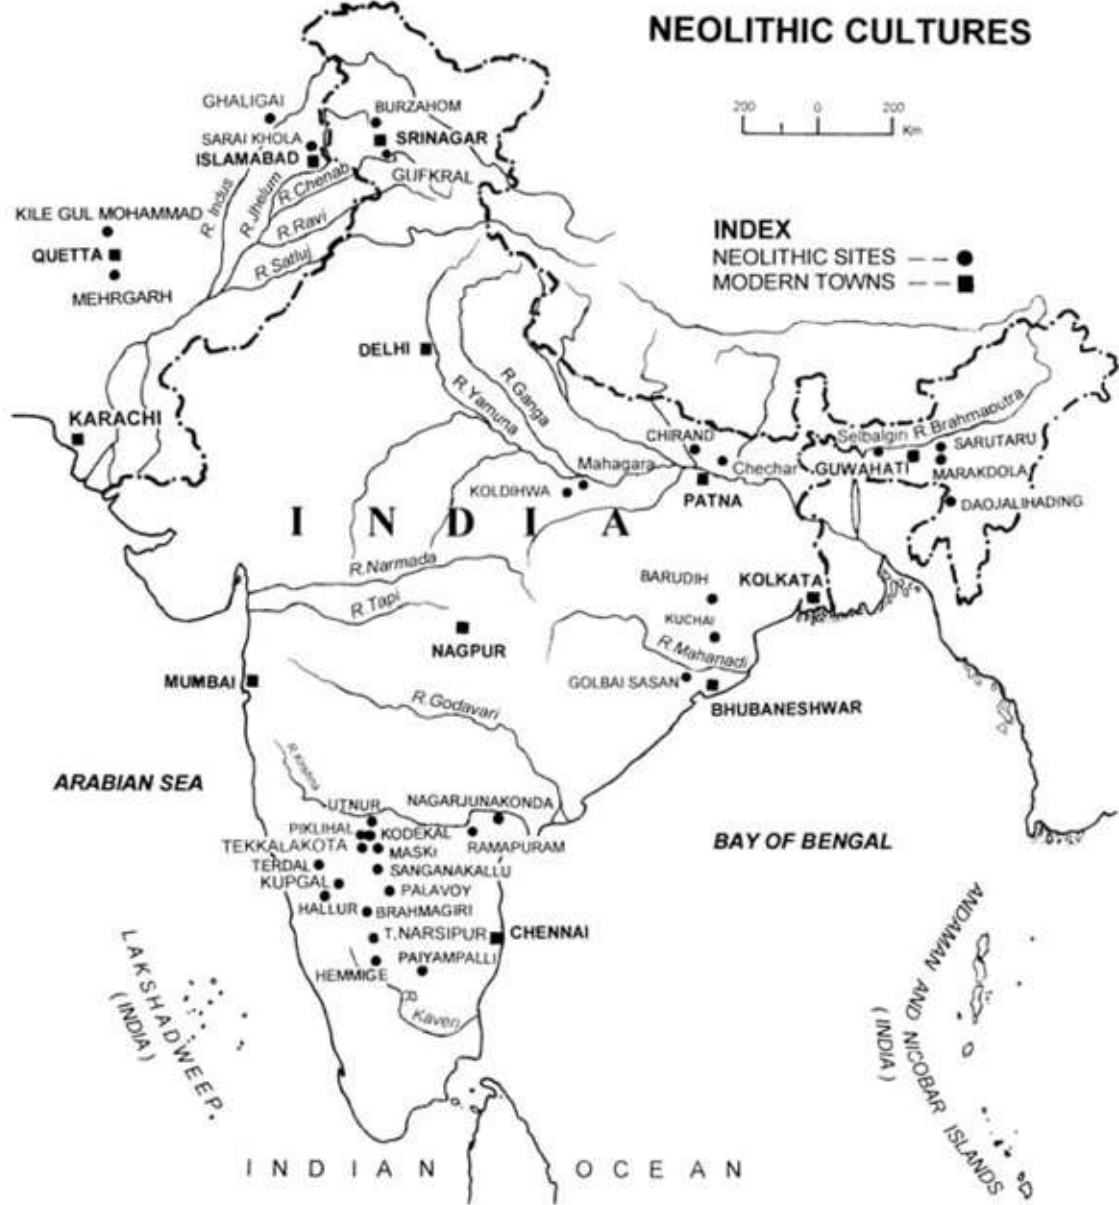 NEOLITHIC CULTURES
200 0 200
Km
GHALIGAI
BURZAHOM
SARAI KHOLA
SRINAGAR
ISLAMABAD
GUFKRAL
R.Indus
R.Jhelum
R.Chenab
R.Ravi
R.Satluj
KILE GUL MOHAMMAD
QUETTA
MEHRGARH
INDEX
NEOLITHIC SITES
MODERN TOWNS
DELHI
R.Yamuna
R.Ganga
KARACHI
CHIRAND
Chechar
PATNA
Mahagara
KOLDIHWA
Selbalgiri
R.Brahmaputra
SARUTARU
GUWAHATI
MARAKDOLA
DAOJALIHADING
INDIA
R.Narmada
R.Tapi
BARUDIH
KOLKATA
KUCHAI
NAGPUR
R.Mahanadi
MUMBAI
GOLBAI SASAN
BHUBANESHWAR
R.Godavari
R.Krishna
ARABIAN SEA
UTNUR
NAGARJUNAKONDA
PIKLIHAL
KODEKAL
RAMAPURAM
TEKKALAKOTA
MASKI
TERDAL
SANGANAKALLU
KUPGAL
PALAVOY
HALLUR
BRAHMAGIRI
T.NARSIPUR
CHENNAI
PAIYAMPALLI
HEMMIGE
R.Kaveri
BAY OF BENGAL
LAKSHADWEEP
(INDIA)
ANDAMAN AND NICOBAR ISLANDS
(INDIA)
INDIAN OCEAN